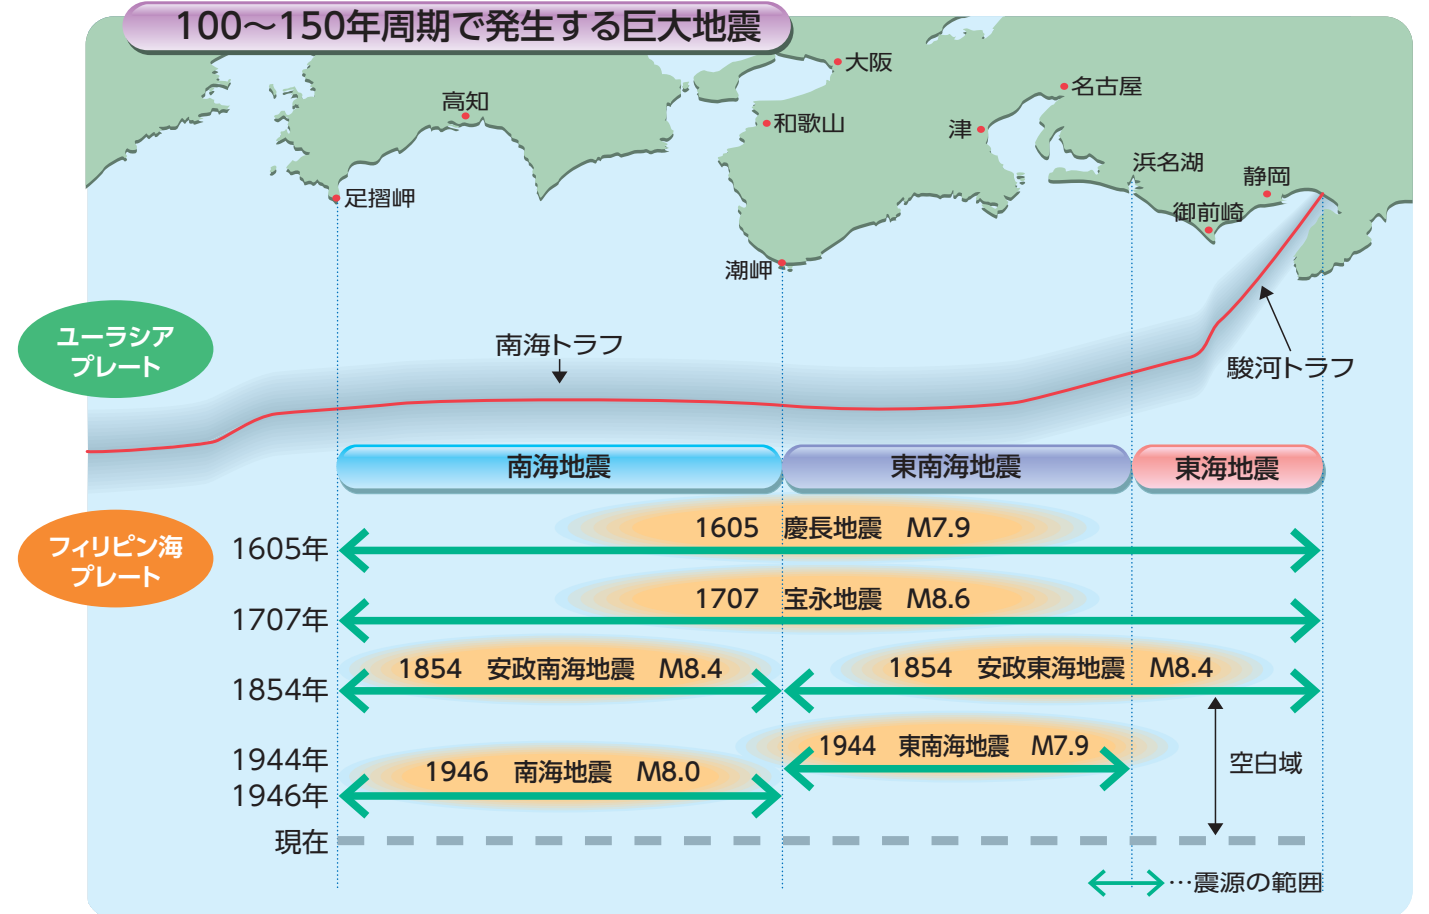 100～150年周期で発生する巨大地震
大阪
名古屋
高知
和歌山
津
浜名湖
静岡
足摺岬
御前崎
潮岬
ユーラシア
プレート
南海トラフ
駿河トラフ
南海地震
東南海地震
東海地震
フィリピン海
プレート
1605年
1605 慶長地震 M7.9
1707年
1707 宝永地震 M8.6
1854年
1854 安政南海地震 M8.4
1854 安政東海地震 M8.4
1944年
1944 東南海地震 M7.9
空白域
1946年
1946 南海地震 M8.0
現在
…震源の範囲